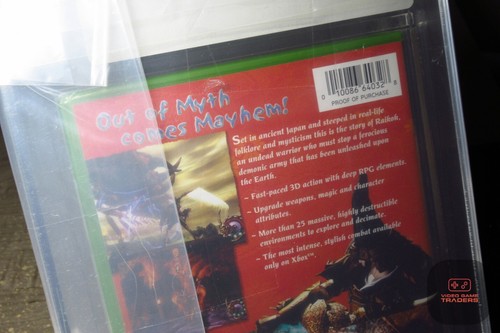 Out of Myth
comes Mayhem!
0 10086 64032 8
PROOF OF PURCHASE
Set in ancient Japan and steeped in real-life
folklore and mysticism this is the story of Raikoh,
an undead warrior who must stop a ferocious
demonic army that has been unleashed upon
the Earth.
- Fast-paced 3D action with deep RPG elements.
- Upgrade weapons, magic and character
attributes.
- More than 25 massive, highly destructible
environments to explore and decimate.
- The most intense, stylish combat available
only on Xbox™.
VIDEO GAME
TRADERS